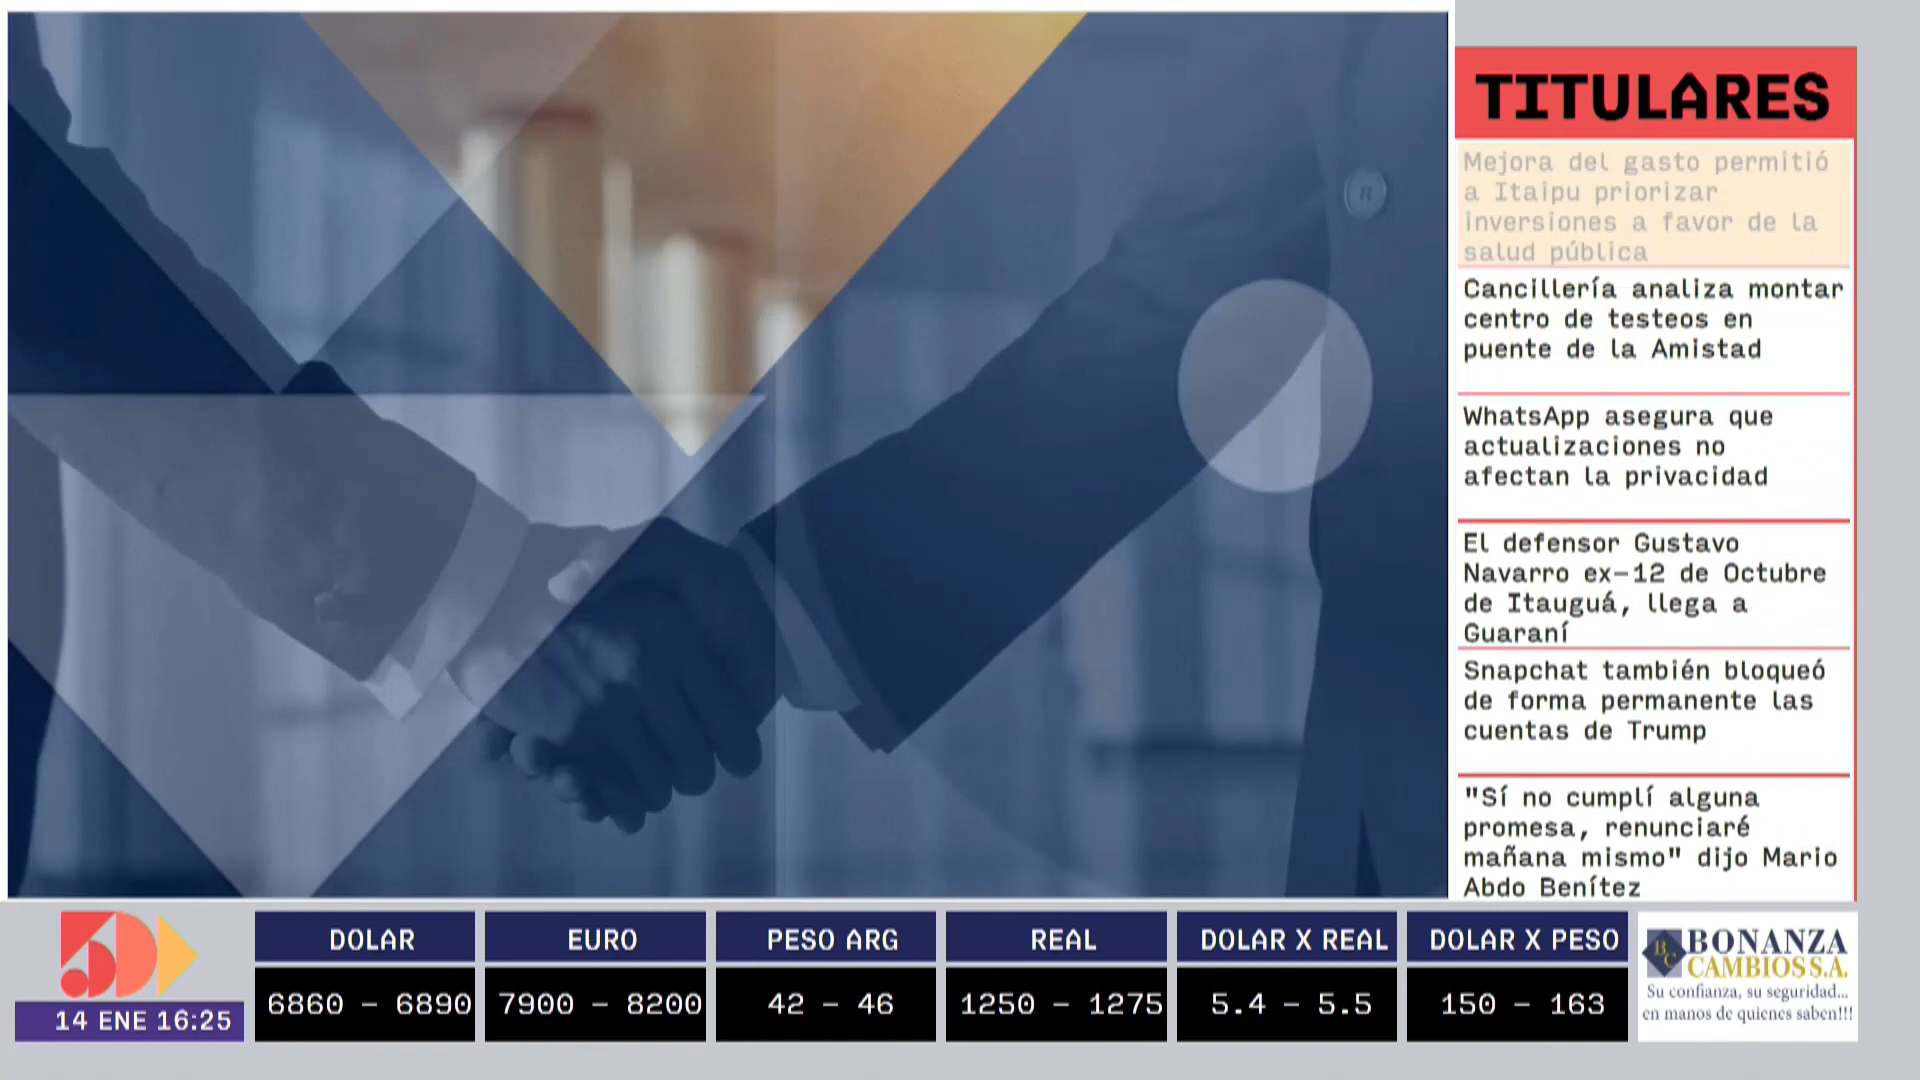 TITULARES
Mejora del gasto permitió
a Itaipu priorizar
inversiones a favor de la
salud pública
Cancillería analiza montar
centro de testeos en
puente de la Amistad
WhatsApp asegura que
actualizaciones no
afectan la privacidad
El defensor Gustavo
Navarro ex-12 de Octubre
de Itauguá, llega a
Guaraní
Snapchat también bloqueó
de forma permanente las
cuentas de Trump
"Sí no cumplí alguna
promesa, renunciaré
mañana mismo" dijo Mario
Abdo Benítez
14 ENE 16:25
DOLAR
6860 - 6890
EURO
7900 - 8200
PESO ARG
42 - 46
REAL
1250 - 1275
DOLAR X REAL
5.4 - 5.5
DOLAR X PESO
150 - 163
BC
BONANZA
CAMBIOS S.A.
Su confianza, su seguridad...
en manos de quienes saben!!!